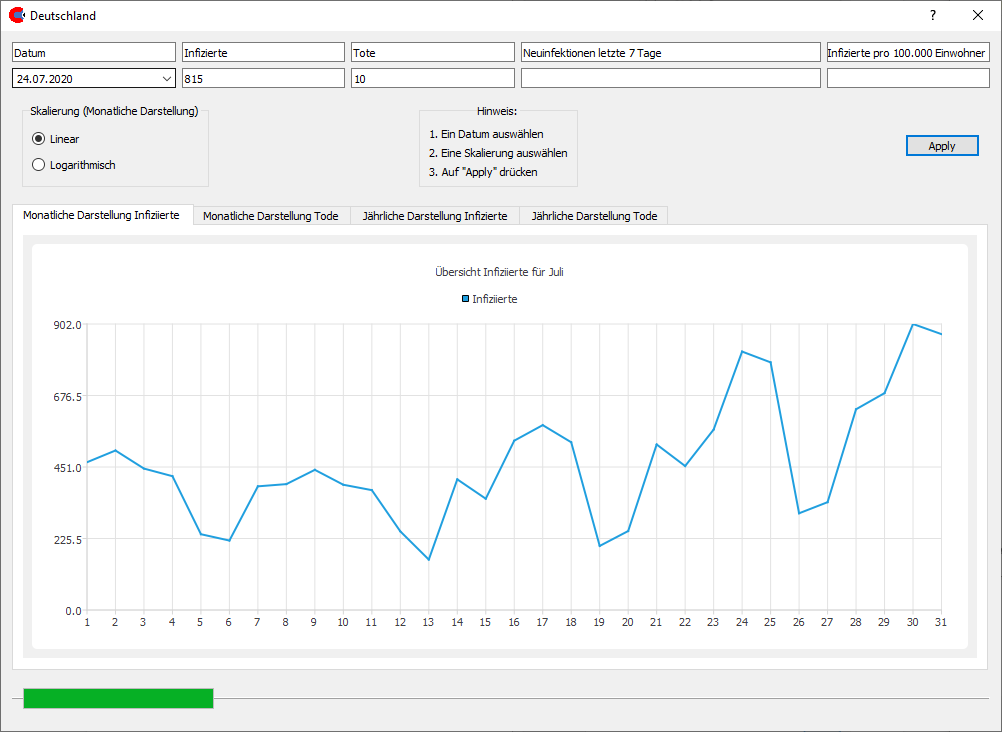 Deutschland ?
Datum Infizierte Tote Neuinfektionen letzte 7 Tage Infizierte pro 100.000 Einwohner
24.07.2020 815 10
Skalierung (Monatliche Darstellung)
Linear
Logarithmisch
Hinweis:
1. Ein Datum auswählen
2. Eine Skalierung auswählen
3. Auf "Apply" drücken
Apply
Monatliche Darstellung Infizierte Monatliche Darstellung Tode Jährliche Darstellung Infizierte Jährliche Darstellung Tode
Übersicht Infiziierte für Juli
Infiziierte
902.0
676.5
451.0
225.5
0.0
1 2 3 4 5 6 7 8 9 10 11 12 13 14 15 16 17 18 19 20 21 22 23 24 25 26 27 28 29 30 31